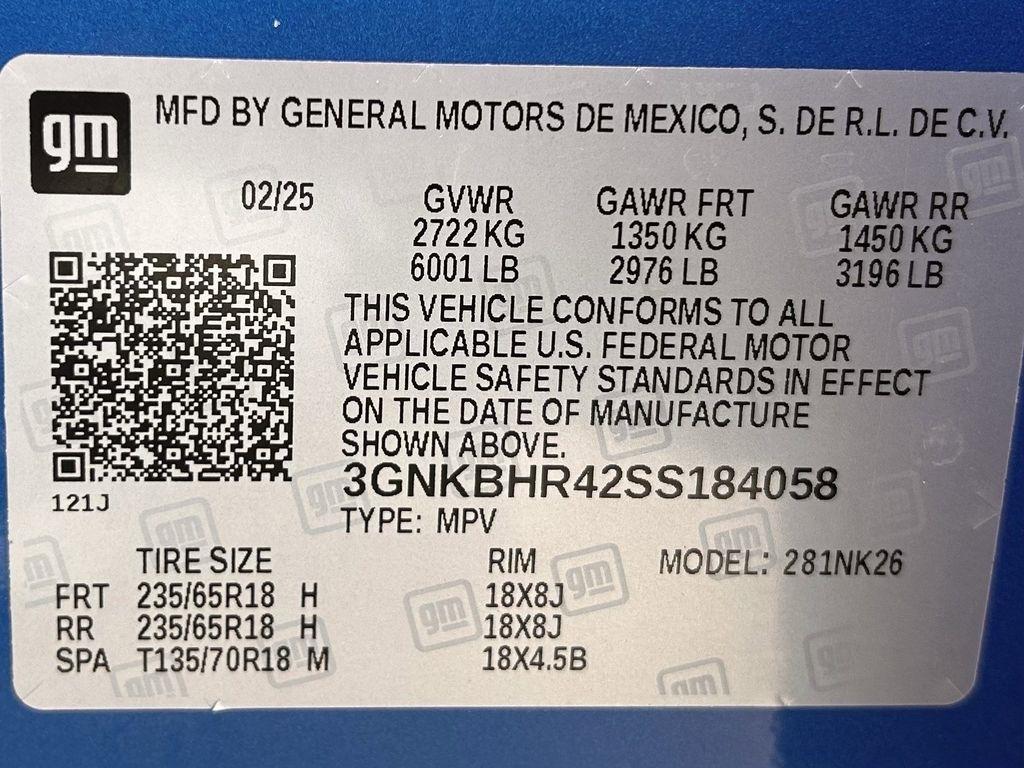 gm MFD BY GENERAL MOTORS DE MEXICO, S. DE R.L. DE C.V.
02/25 GVWR GAWR FRT GAWR RR
2722 KG 1350 KG 1450 KG
6001 LB 2976 LB 3196 LB
THIS VEHICLE CONFORMS TO ALL
APPLICABLE U.S. FEDERAL MOTOR
VEHICLE SAFETY STANDARDS IN EFFECT
ON THE DATE OF MANUFACTURE
SHOWN ABOVE.
3GNKBHR42SS184058
121J
TYPE: MPV
TIRE SIZE RIM MODEL: 281NK26
FRT 235/65R18 H 18X8J
RR 235/65R18 H 18X8J
SPA T135/70R18 M 18X4.5B